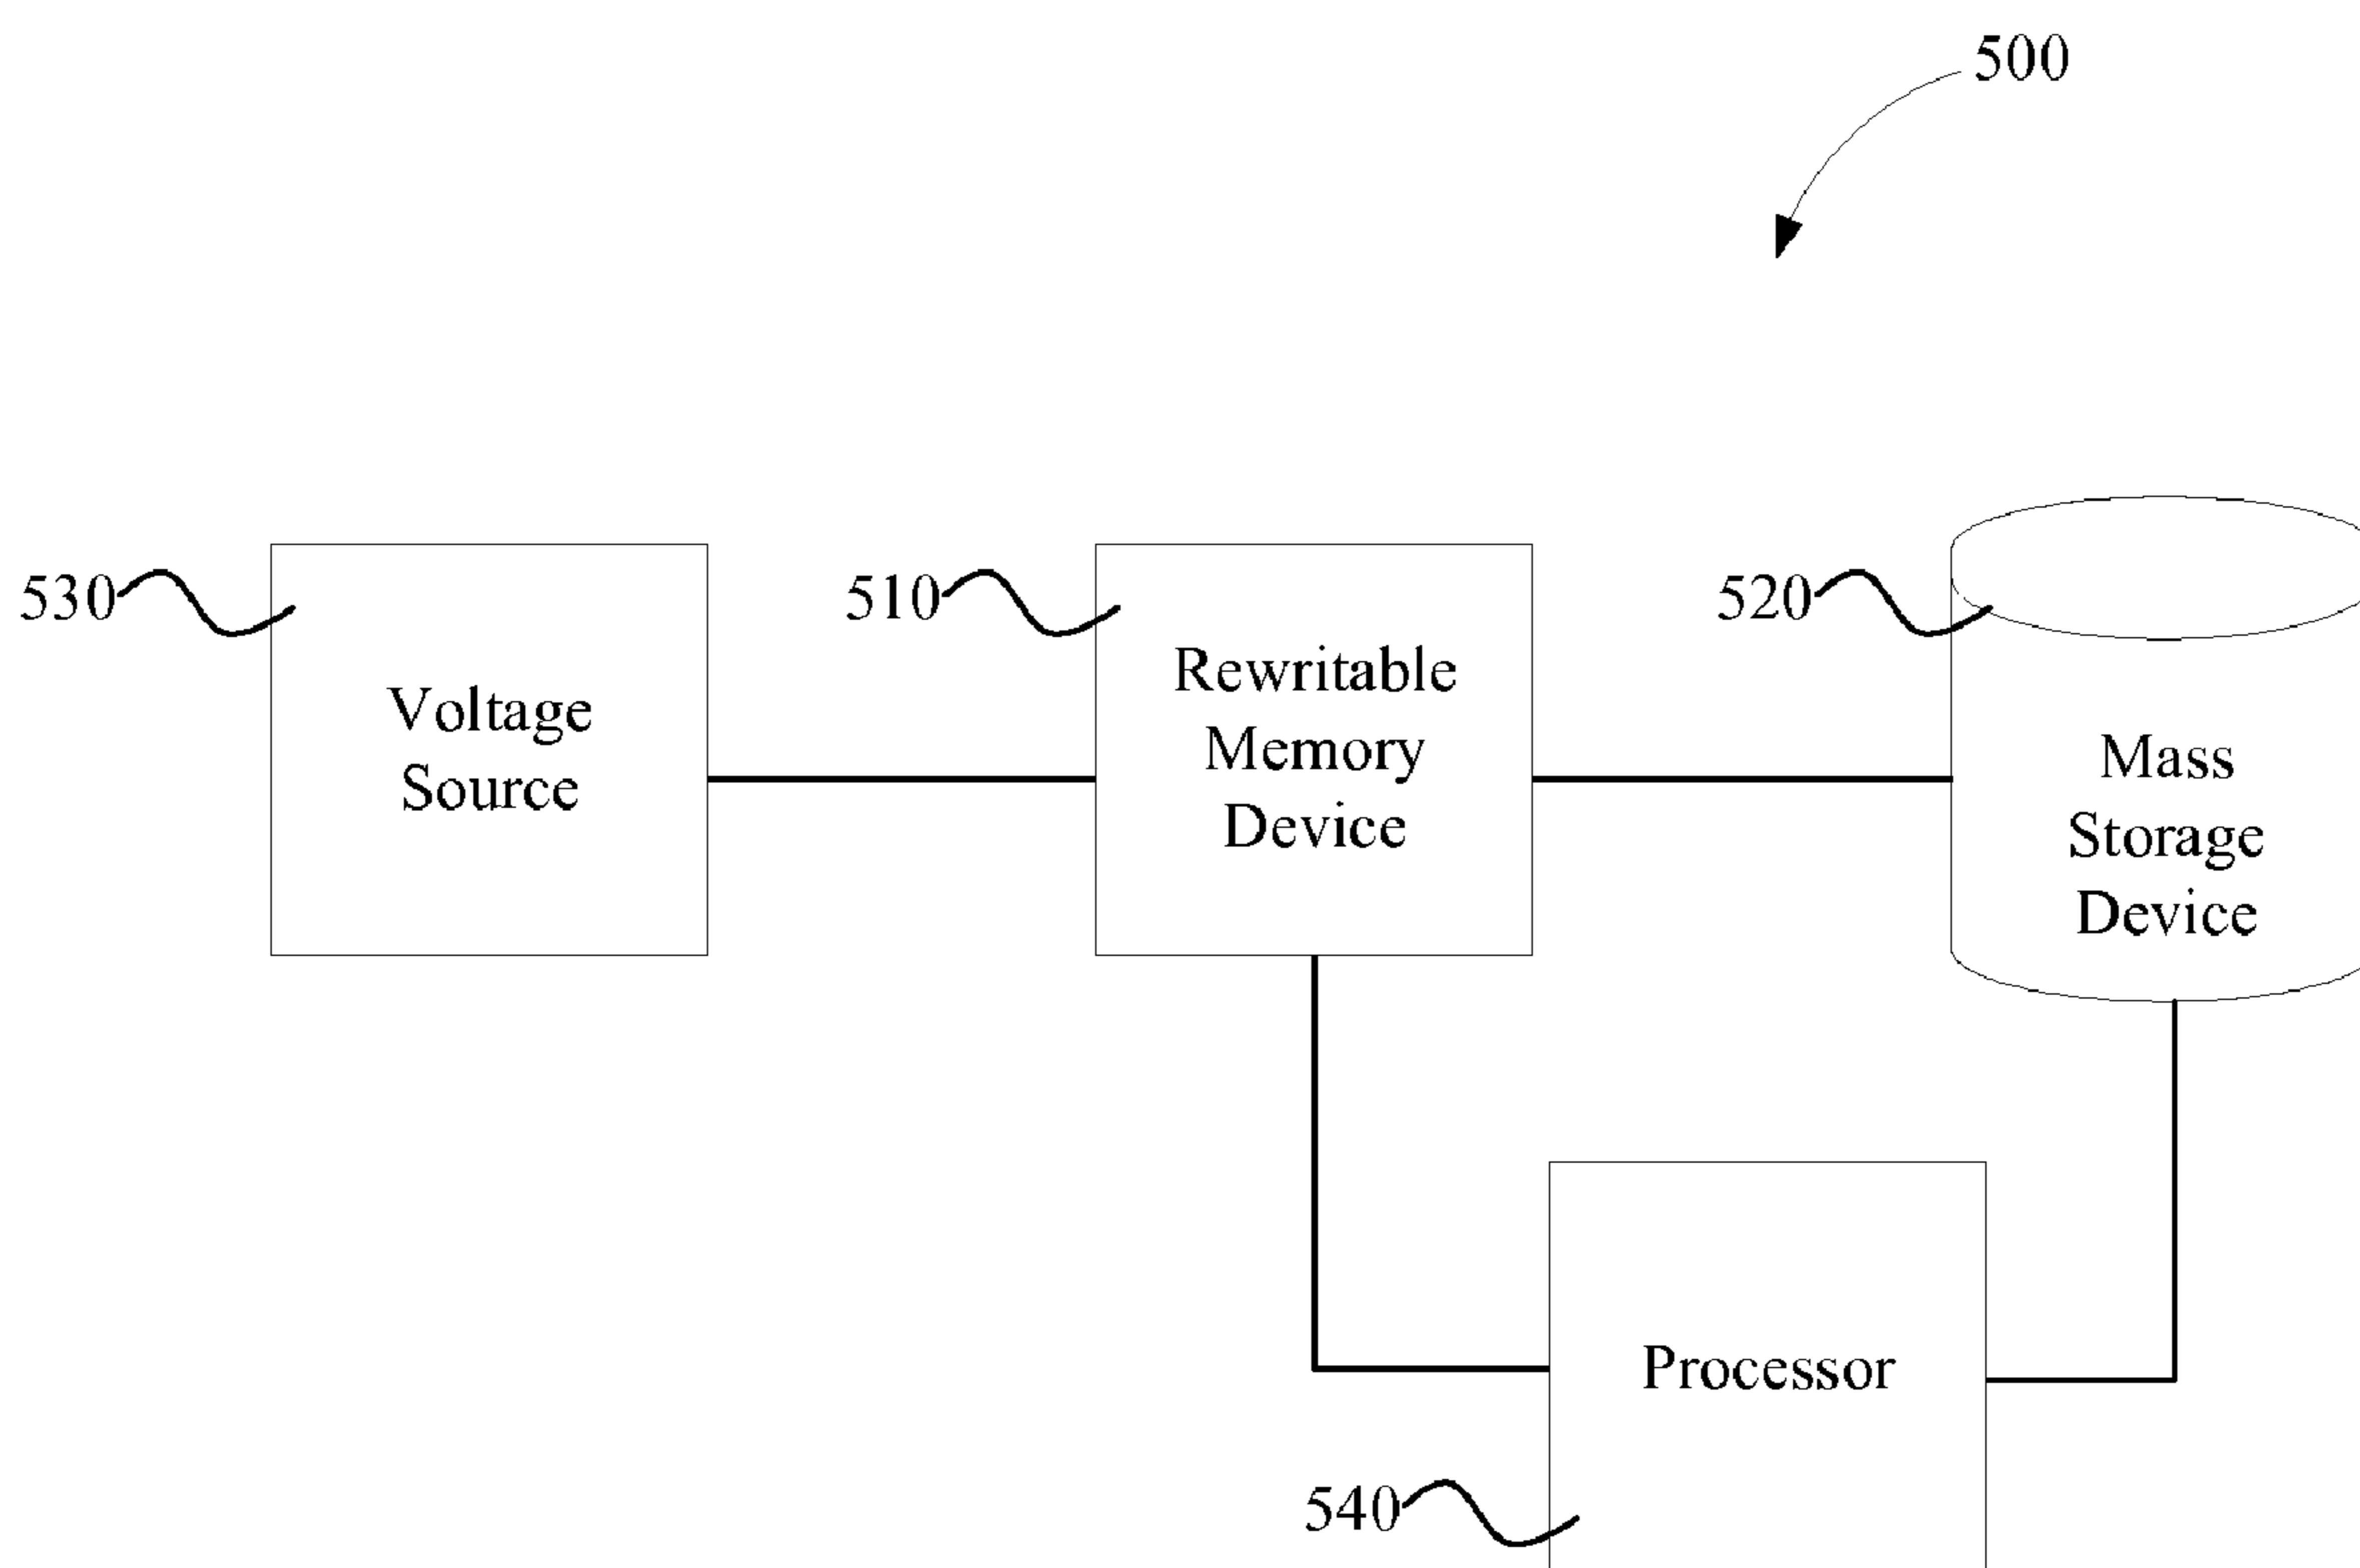 500
530
Voltage
Source
510
Rewritable
Memory
Device
520
Mass
Storage
Device
Processor
540